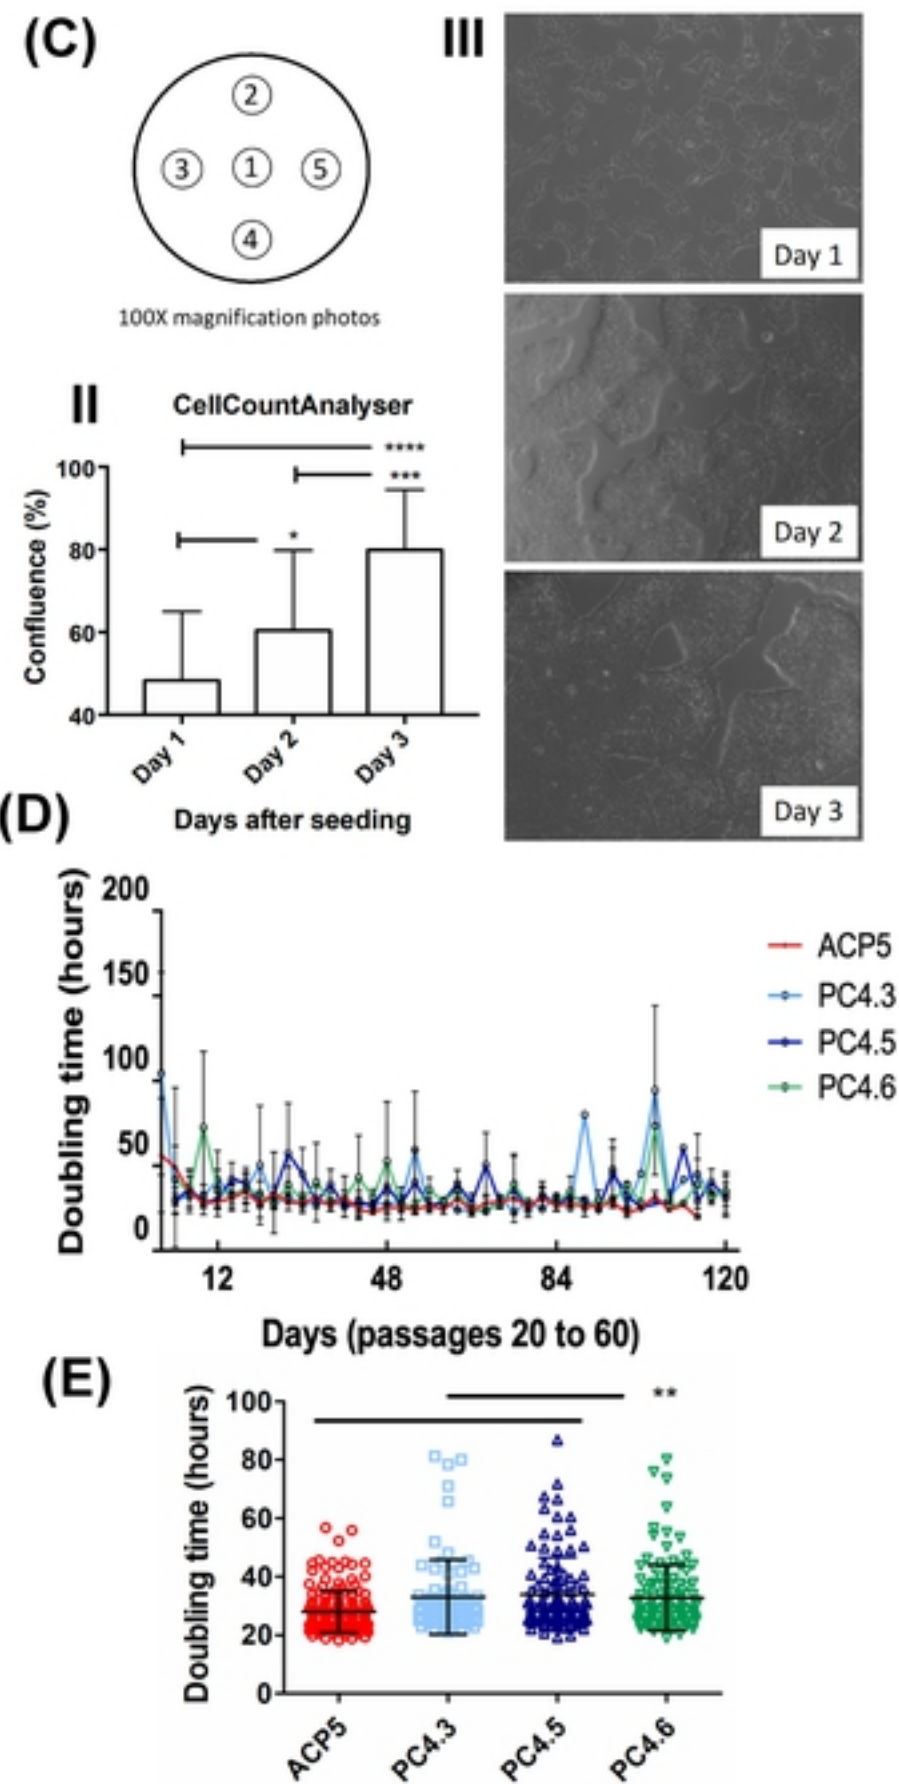 (C)
2
3 1 5
4
100X magnification photos
III
Day 1
Day 2
Day 3
II
CellCountAnalyser
****
***
*
Confluence (%)
100
80
60
40
Day 1
Day 2
Day 3
Days after seeding
(D)
Doubling time (hours)
200
150
100
50
0
12 48 84 120
Days (passages 20 to 60)
ACP5
PC4.3
PC4.5
PC4.6
(E)
**
Doubling time (hours)
100
80
60
40
20
0
ACP5
PC4.3
PC4.5
PC4.6